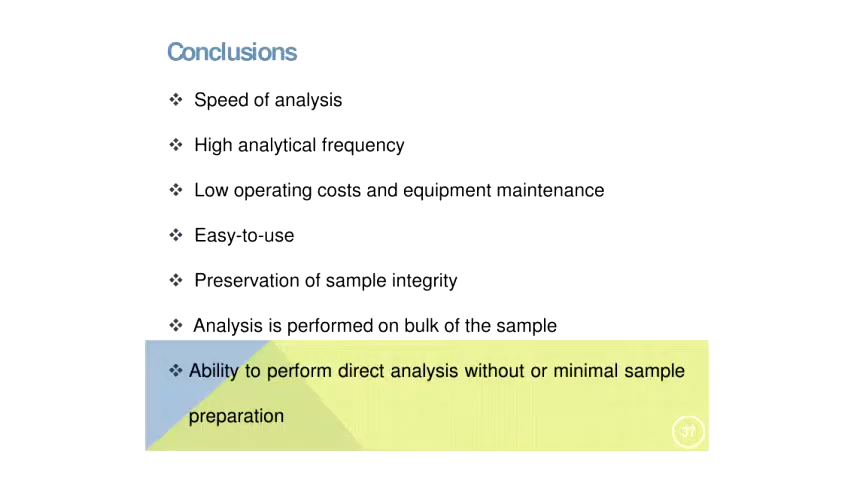 Conclusions
❖ Speed of analysis
❖ High analytical frequency
❖ Low operating costs and equipment maintenance
❖ Easy-to-use
❖ Preservation of sample integrity
❖ Analysis is performed on bulk of the sample
❖ Ability to perform direct analysis without or minimal sample
preparation
37